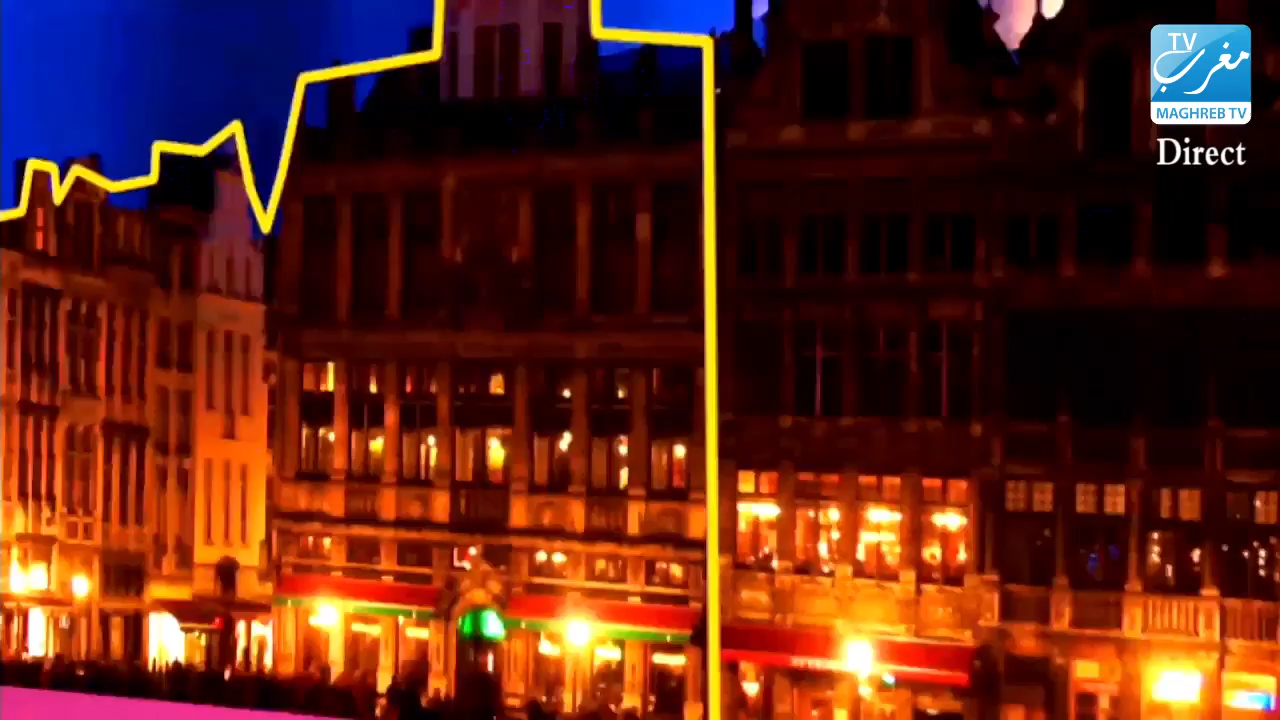 TV
مغرب
MAGHREB TV
Direct